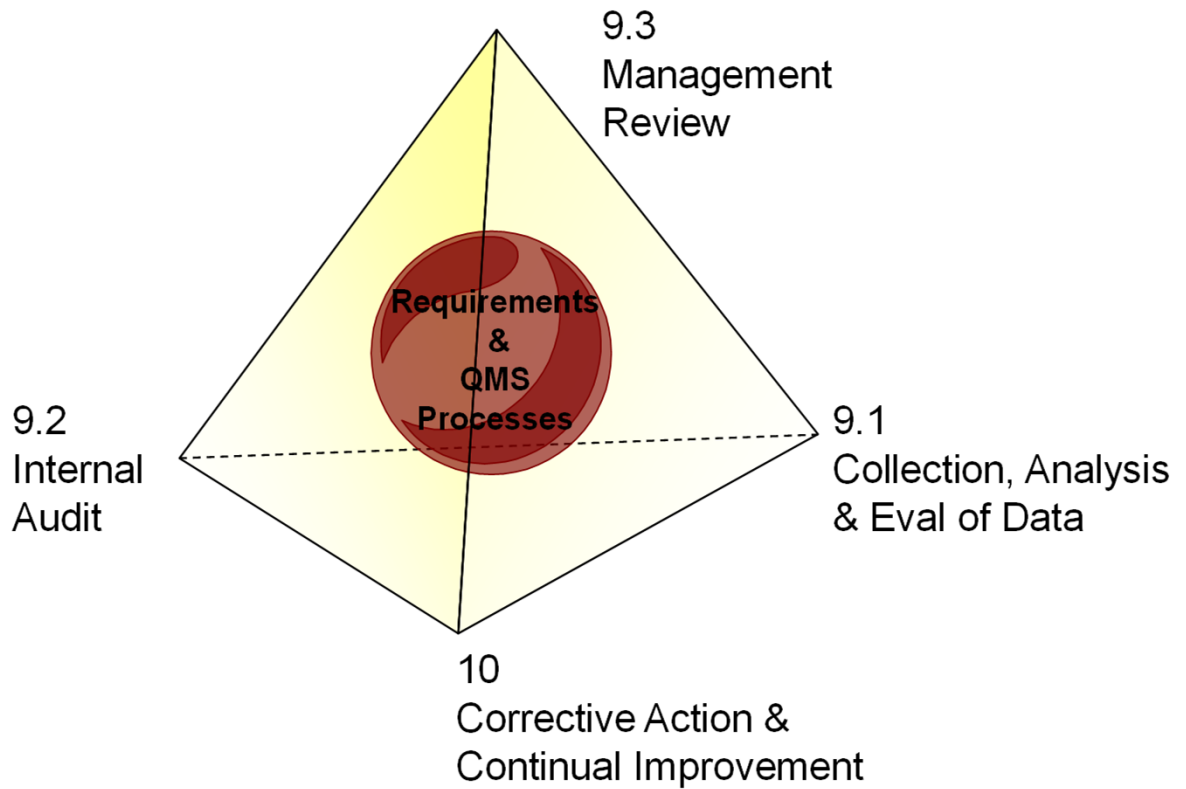 9.3
Management
Review
Requirements
&
QMS
Processes
9.2
Internal
Audit
9.1
Collection, Analysis
& Eval of Data
10
Corrective Action &
Continual Improvement